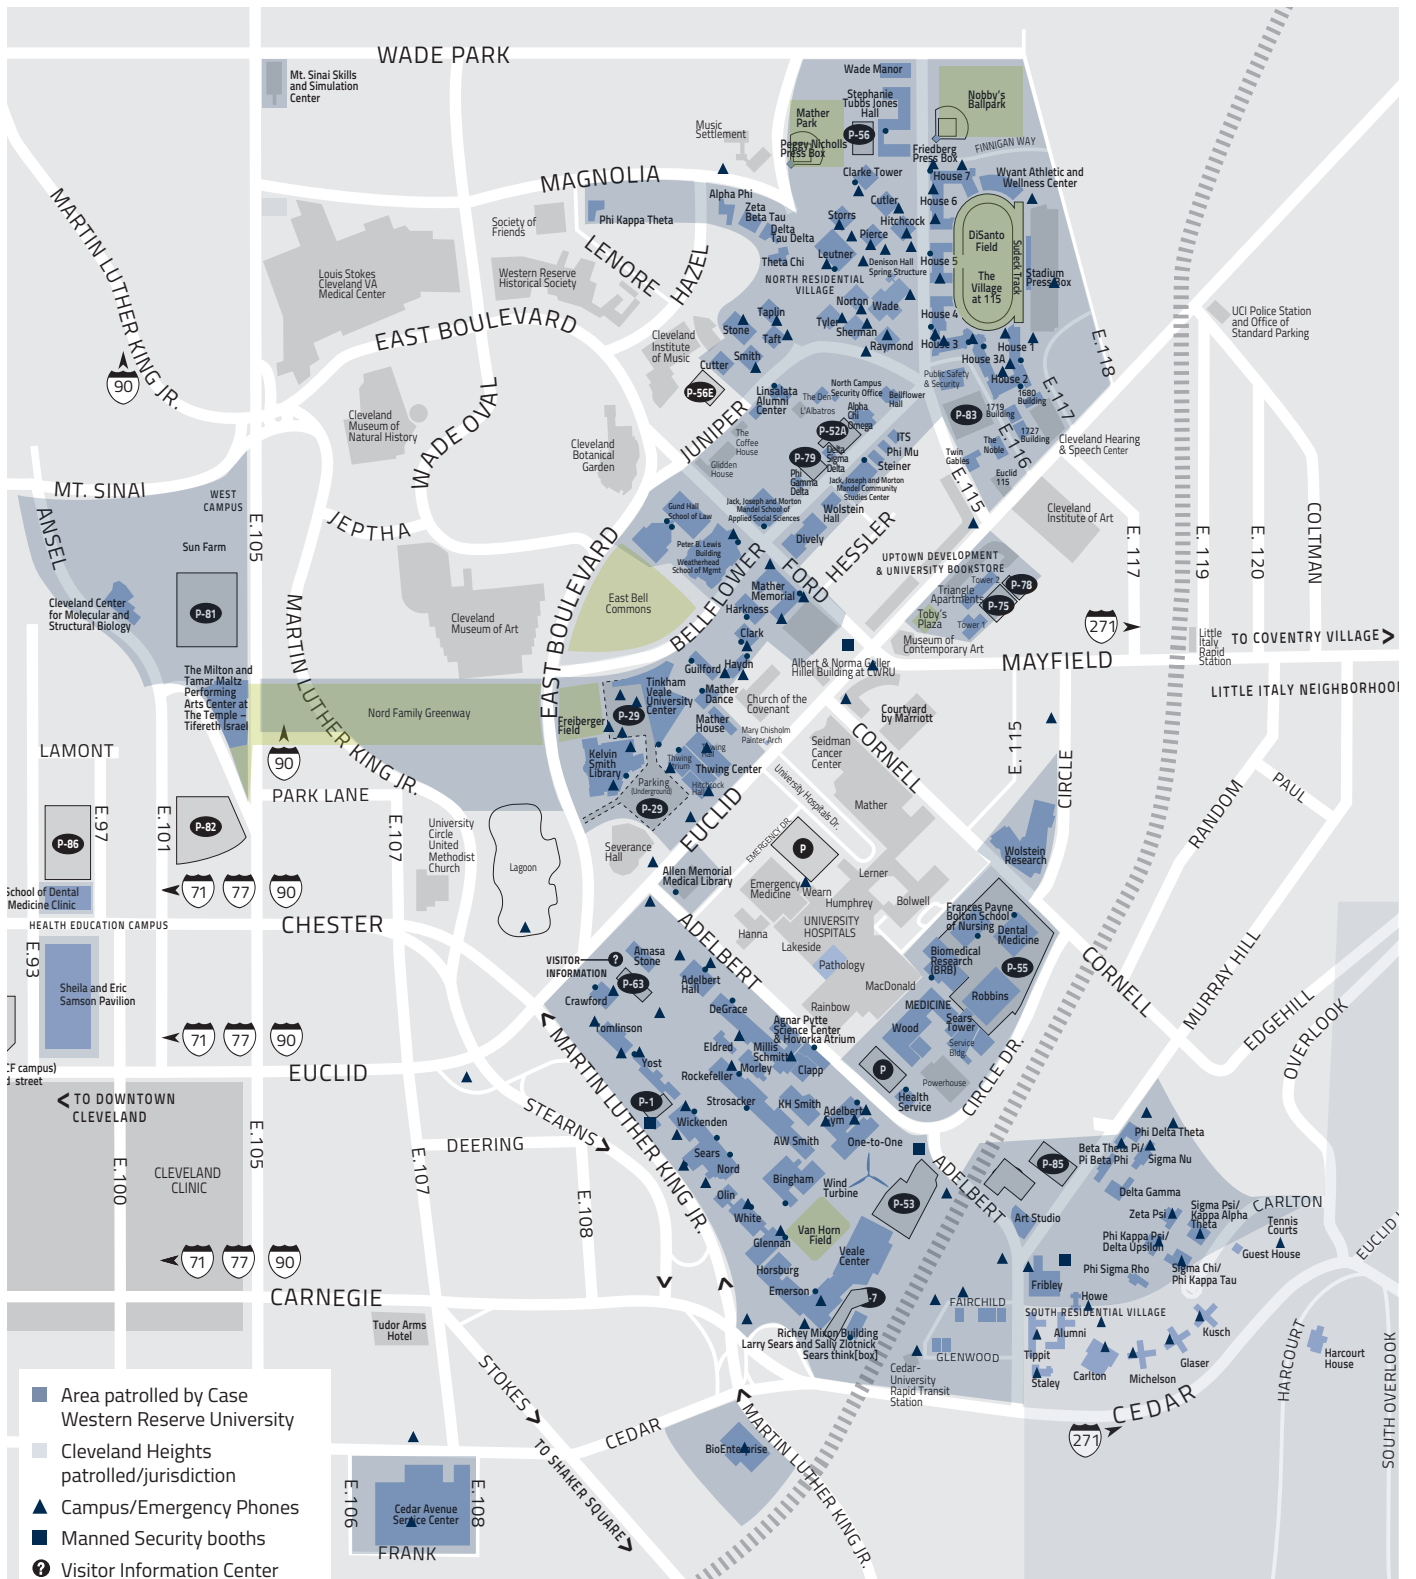 WADE PARK
Mt. Sinai Skills
and Simulation
Center
Wade Manor
Stephanie
Tubbs Jones
Hall
Nobby's
Ballpark
Mather
Park
P-56
Music
Settlement
Peggy Nicholls
Press Box
Friedberg
Press Box
FINNIGAN WAY
MAGNOLIA
Clarke Tower
House 7
Wyant Athletic and
Wellness Center
MARTIN LUTHER KING JR.
Alpha Phi
Zeta
Beta Tau
Delta
Tau Delta
Phi Kappa Theta
Society of
Friends
Cutler
House 6
Storrs
Hitchcock
Pierce
DiSanto
Field
Sudeck Track
LENORE
HAZEL
Theta Chi
Leutner
Denison Hall
Spring Structure
House 5
Louis Stokes
Cleveland VA
Medical Center
Western Reserve
Historical Society
NORTH RESIDENTIAL
VILLAGE
The
Village
at 115
Stadium
Press Box
Norton
Wade
EAST BOULEVARD
Taplin
Stone
Taft
Tyler
Sherman
House 4
UCI Police Station
and Office of
Standard Parking
Cleveland
Institute
of Music
Smith
Raymond
House 3
House 1
House 3A
House 2
E.118
90
Cutter
P-56E
Linsalata
Alumni
Center
North Campus
Security Office
The Den
L'Albatros
Bellflower
Hall
Public Safety
& Security
1680
Building
E.117
Cleveland
Museum of
Natural History
WADE OVAL
JUNIPER
Alpha
Chi
Omega
P-52A
P-83
1719
Building
1727
Building
E.116
The
Coffee
House
Cleveland
Botanical
Garden
Glidden
House
P-79
Delta
Sigma
Delta
Phi
Gamma
Delta
ITS
Phi Mu
Steiner
The
Noble
Twin
Gables
Cleveland Hearing
& Speech Center
Euclid
115
E.115
MT. SINAI
WEST
CAMPUS
Jack, Joseph and Morton
Mandel Community
Studies Center
Gund Hall
School of Law
Jack, Joseph and Morton
Mandel School of
Applied Social Sciences
Wolstein
Hall
Cleveland
Institute of Art
ANSEL
E.105
JEPTHA
Sun Farm
Dively
HESSLER
Peter B. Lewis
Building
Weatherhead
School of Mgmt
UPTOWN DEVELOPMENT
& UNIVERSITY BOOKSTORE
E.117
E.119
E.120
COLTMAN
BELLFLOWER
FORD
Mather
Memorial
Tower 2
P-78
Triangle
Apartments
P-75
P-81
Cleveland Center
for Molecular and
Structural Biology
East Bell
Commons
Harkness
Toby's
Plaza
Tower 1
Cleveland
Museum of Art
Clark
Museum of
Contemporary Art
271
Little
Italy
Rapid
Station
TO COVENTRY VILLAGE
MAYFIELD
MARTIN LUTHER KING JR.
EAST BOULEVARD
Guilford
Haydn
Albert & Norma Geller
Hillel Building at CWRU
LITTLE ITALY NEIGHBORHOO
The Milton and
Tamar Maltz
Performing
Arts Center at
The Temple –
Tifereth Israel
Tinkham
Veale
University
Center
Mather
Dance
Church of the
Covenant
Courtyard
by Marriott
Nord Family Greenway
Freiberger
Field
P-29
Mather
House
Mary Chisholm
Painter Arch
CORNELL
E. 115
CIRCLE
LAMONT
90
Kelvin
Smith
Library
Thwing
Hall
Thwing
Atrium
Thwing Center
Seidman
Cancer
Center
University Hospitals Dr.
RANDOM
PAUL
PARK LANE
Parking
(Underground)
Hitchcock
Hall
P-29
EUCLID
Mather
E.97
P-86
E.101
P-82
E.107
University
Circle
United
Methodist
Church
Lagoon
Severance
Hall
EMERGENCY DR.
P
Lerner
Wolstein
Research
Allen Memorial
Medical Library
Emergency
Medicine
Wearn
Humphrey
Bolwell
School of Dental
Medicine Clinic
71
77
90
HEALTH EDUCATION CAMPUS
CHESTER
ADELBERT
Frances Payne
Bolton School
of Nursing
Dental
Medicine
UNIVERSITY
HOSPITALS
Hanna
Lakeside
E.93
Sheila and Eric
Samson Pavilion
VISITOR
INFORMATION
?
Amasa
Stone
P-63
Adelbert
Hall
Pathology
Biomedical
Research
(BRB)
P-55
CORNELL
MURRAY HILL
Crawford
DeGrace
MacDonald
Robbins
MEDICINE
Rainbow
Agnar Pytte
Science Center
& Hovorka Atrium
Wood
Sears
Tower
Service
Bldg.
EDGEHILL
OVERLOOK
71
77
90
Tomlinson
MARTIN LUTHER KING JR.
Yost
Eldred
Millis
Schmitt
Morley
Rockefeller
Clapp
P
Powerhouse
CIRCLE DR.
CF campus)
d street
EUCLID
TO DOWNTOWN
CLEVELAND
Health
Service
STEARNS
P-1
Strosacker
KH Smith
Adelbert
Gym
Wickenden
AW Smith
One-to-One
Phi Delta Theta
DEERING
E.105
E.107
Sears
Nord
Beta Theta Pi/
Pi Beta Phi
Sigma Nu
P-85
ADELBERT
E.100
CLEVELAND
CLINIC
E.108
Bingham
Wind
Turbine
Olin
P-53
Delta Gamma
White
Zeta Psi
Sigma Psi/
Kappa Alpha
Theta
CARLTON
Tennis
Courts
Van Horn
Field
Art Studio
Glennan
Veale
Center
Phi Kappa Psi/
Delta Upsilon
Guest House
71
77
90
Horsburg
Phi Sigma Rho
Sigma Chi/
Phi Kappa Tau
Fribley
Emerson
CARNEGIE
FAIRCHILD
Howe
SOUTH RESIDENTIAL VILLAGE
Tudor Arms
Hotel
Richey Mixon Building
Larry Sears and Sally Zlotnick
Sears think[box]
Alumni
Kusch
GLENWOOD
Tippit
Glaser
Cedar-
University
Rapid Transit
Station
Staley
Carlton
Michelson
HARCOURT
Harcourt
House
SOUTH OVERLOOK
STOKES
CEDAR
271
CEDAR
MARTIN LUTHER KING JR.
TO SHAKER SQUARE
BioEnterprise
E.106
E.108
Cedar Avenue
Service Center
FRANK
Area patrolled by Case
Western Reserve University
Cleveland Heights
patrolled/jurisdiction
Campus/Emergency Phones
Manned Security booths
? Visitor Information Center